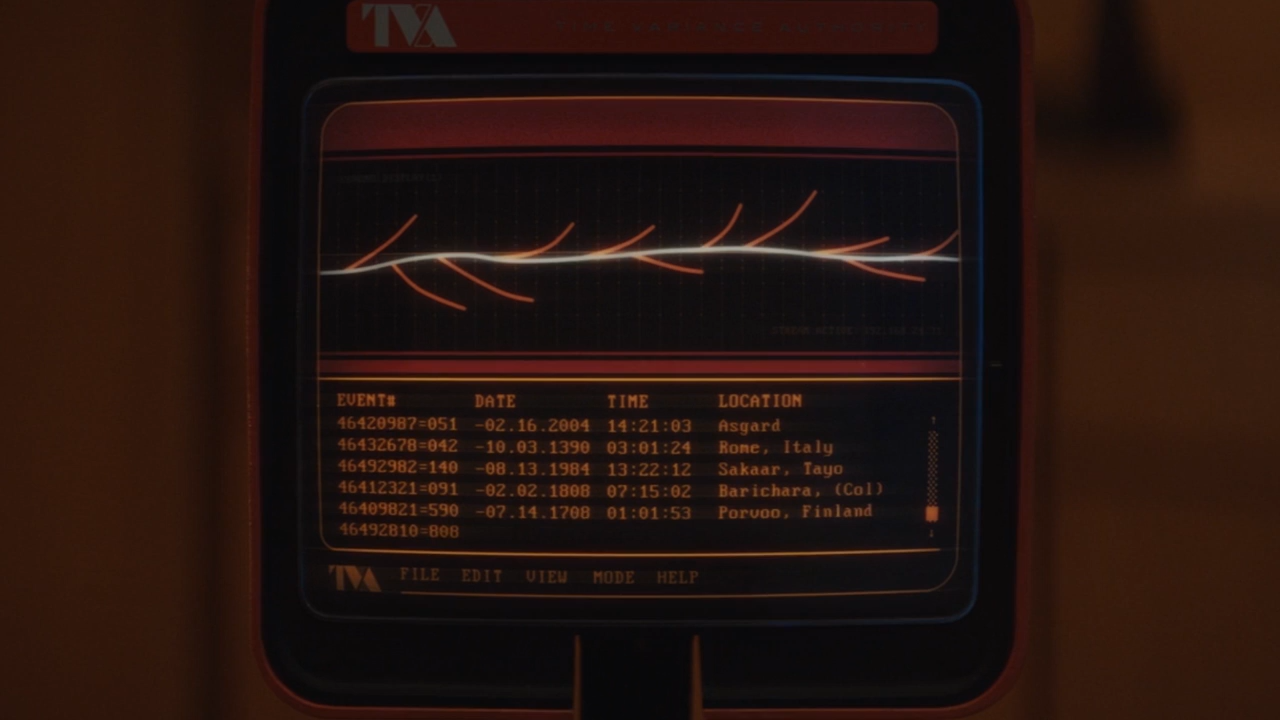 TVA TIME VARIANCE AUTHORITY
EVENT# DATE TIME LOCATION
46420987=051 -02.16.2004 14:21:03 Asgard
46432678=042 -10.03.1390 03:01:24 Rome, Italy
46492982=140 -08.13.1984 13:22:12 Sakaar, Tayo
46412321=091 -02.02.1808 07:15:02 Barichara, (Col)
46409821=590 -07.14.1708 01:01:53 Porvoo, Finland
46492810=808
TVA FILE EDIT VIEW MODE HELP